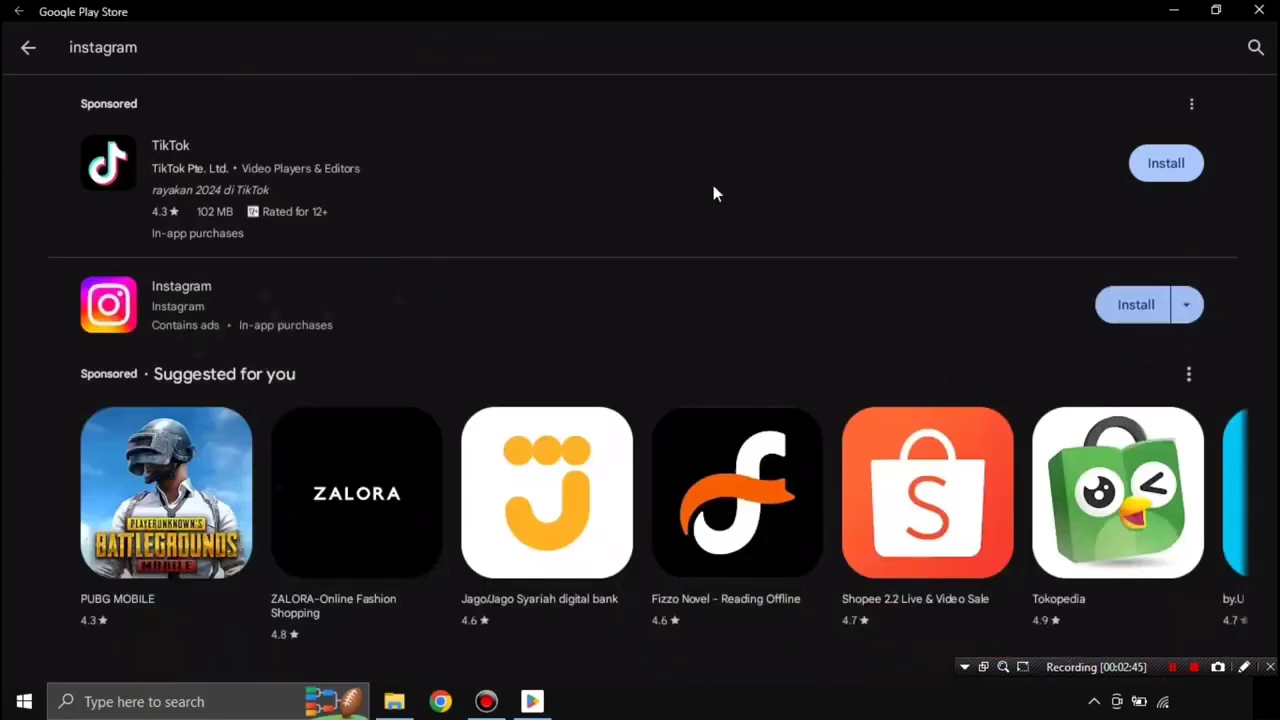 Google Play Store
instagram
Sponsored
TikTok
TikTok Pte. Ltd. • Video Players & Editors
rayakan 2024 di TikTok
4.3★ 102 MB 12+ Rated for 12+
In-app purchases
Install
Instagram
Instagram
Contains ads • In-app purchases
Install
Sponsored · Suggested for you
PLAYERUNKNOWN'S
BATTLEGROUNDS
MOBILE
ZALORA
S
PUBG MOBILE
4.3★
ZALORA-Online Fashion
Shopping
4.8★
Jago/Jago Syariah digital bank
4.6★
Fizzo Novel - Reading Offline
4.6★
Shopee 2.2 Live & Video Sale
4.7★
Tokopedia
4.9★
by.U
4.7★
Recording [00:02:45]
Type here to search